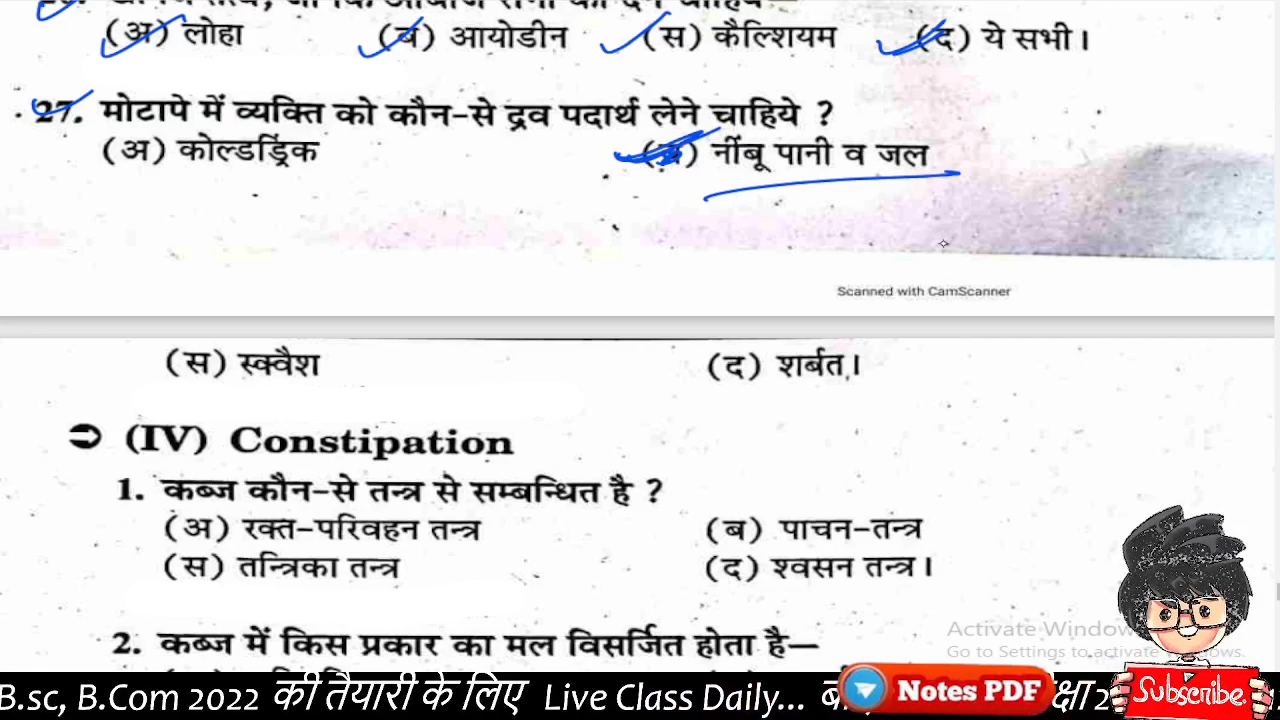 (अ) लोहा (ब) आयोडीन (स) कैल्शियम (द) ये सभी।
27. मोटापे में व्यक्ति को कौन-से द्रव पदार्थ लेने चाहिये ?
(अ) कोल्डड्रिंक (ब) नींबू पानी व जल
Scanned with CamScanner
(स) स्क्वैश (द) शर्बत।
➲ (IV) Constipation
1. कब्ज कौन-से तन्त्र से सम्बन्धित है ?
(अ) रक्त-परिवहन तन्त्र (ब) पाचन-तन्त्र
(स) तन्त्रिका तन्त्र (द) श्वसन तन्त्र।
2. कब्ज में किस प्रकार का मल विसर्जित होता है—
Activate Window
Go to Settings to activate Windows.
B.sc, B.Com 2022 की तैयारी के लिए Live Class Daily...
Notes PDF
Subscribe